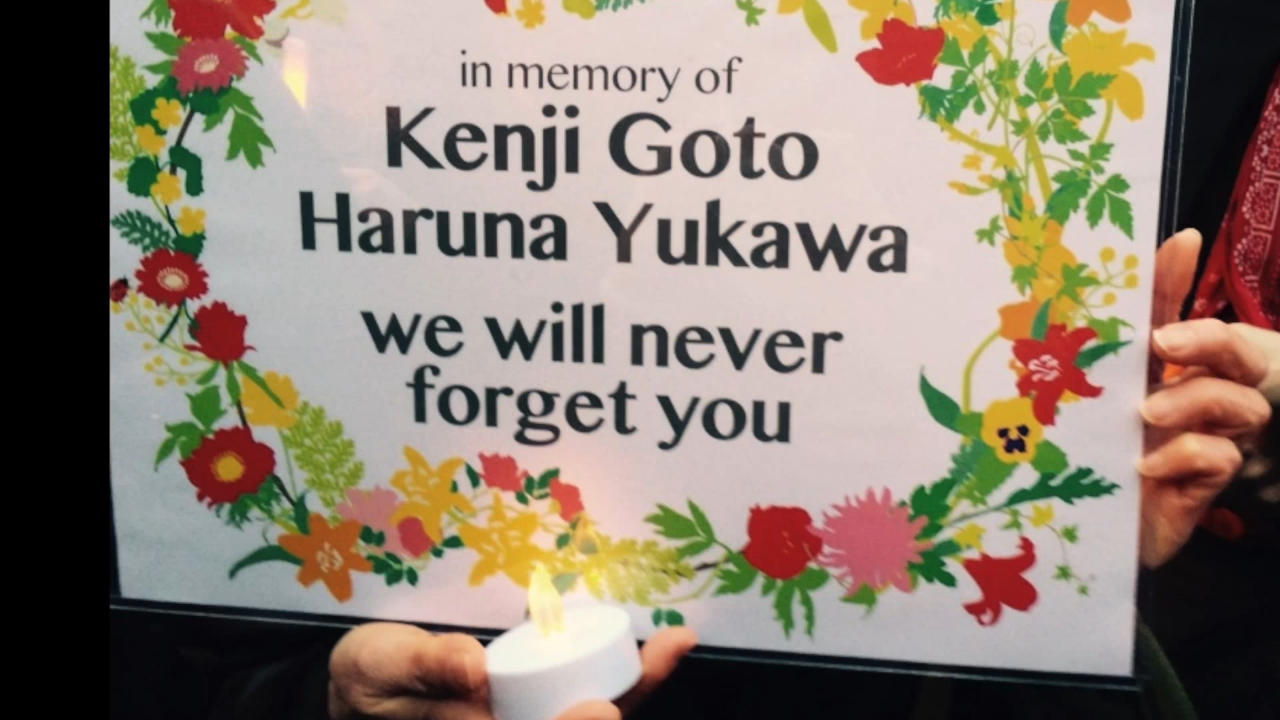 in memory of
Kenji Goto
Haruna Yukawa
we will never
forget you